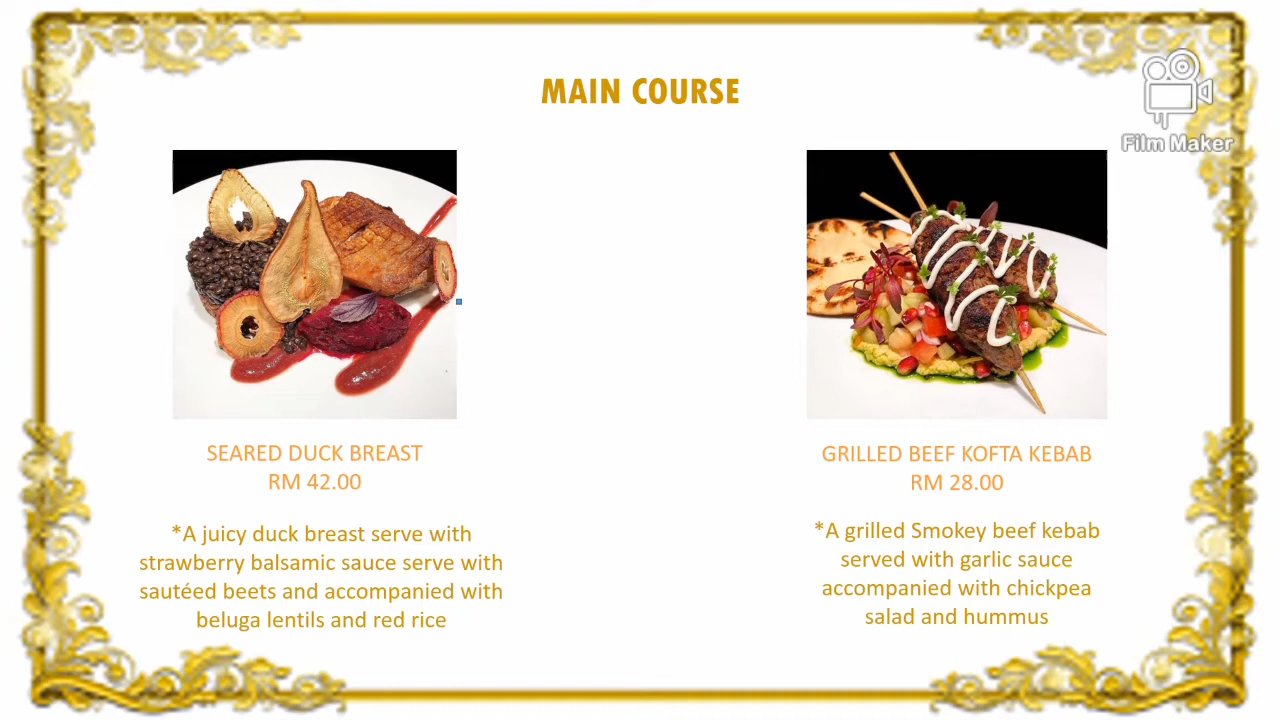 MAIN COURSE
Film Maker
SEARED DUCK BREAST
RM 42.00
*A juicy duck breast serve with
strawberry balsamic sauce serve with
sautéed beets and accompanied with
beluga lentils and red rice
GRILLED BEEF KOFTA KEBAB
RM 28.00
*A grilled Smokey beef kebab
served with garlic sauce
accompanied with chickpea
salad and hummus